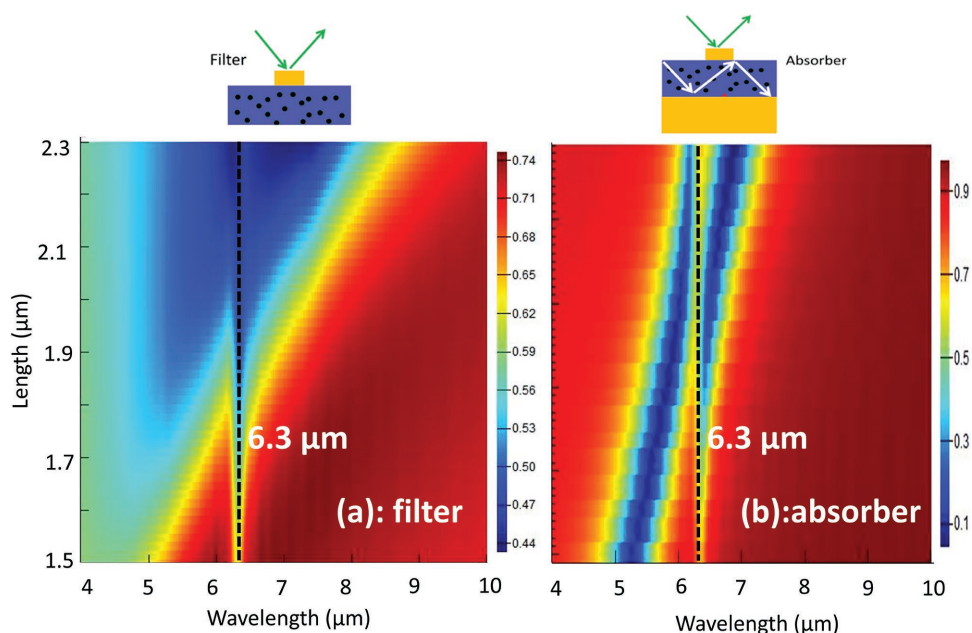 Filter
Absorber
2.3
2.1
1.9
1.7
1.5
Length (µm)
4 5 6 7 8 9 10
Wavelength (µm)
6.3 µm
(a): filter
0.74
0.71
0.68
0.65
0.62
0.59
0.56
0.53
0.50
0.47
0.44
6.3 µm
(b):absorber
4 5 6 7 8 9 10
Wavelength (µm)
0.9
0.7
0.5
0.3
0.1